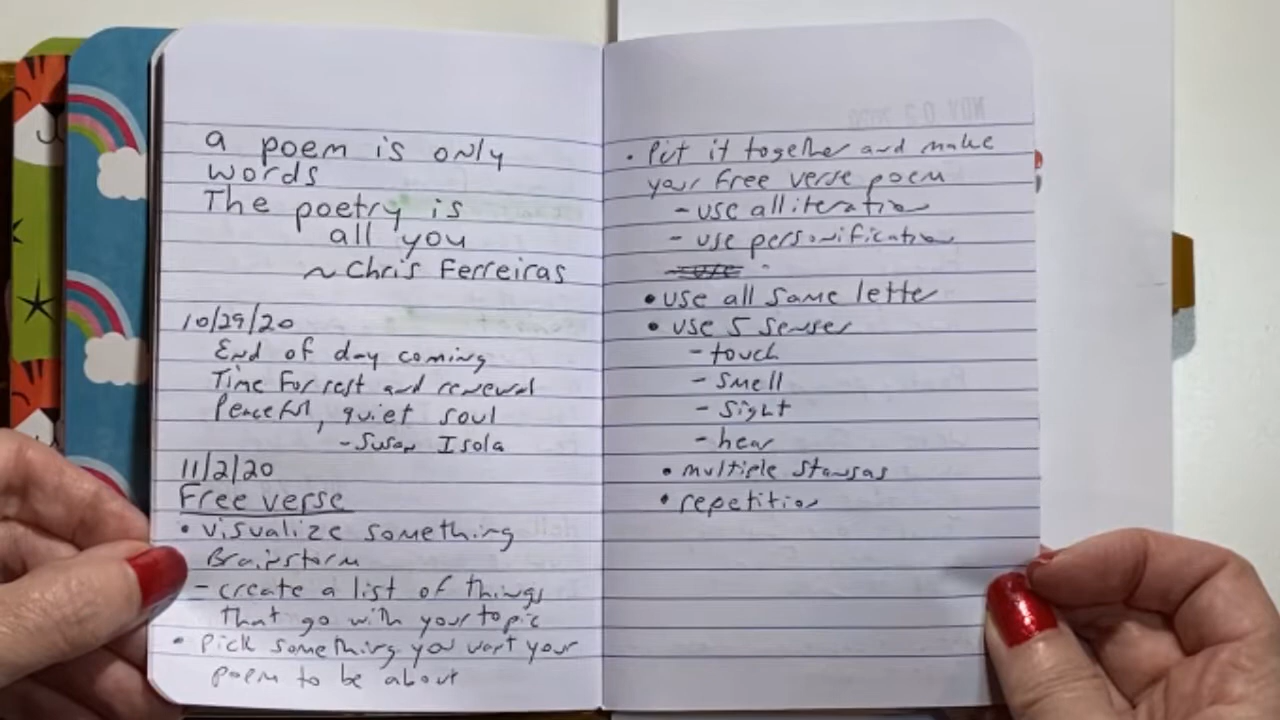 a poem is only
words
The poetry is
all you
~Chris Ferreiras
10/29/20
End of day coming
Time for rest and renewal
Peaceful, quiet soul
-Susan Isola
11/2/20
Free verse
• Visualize something
Brainstorm
- create a list of things
that go with your topic
• Pick something you want your
poem to be about
• Put it together and make
your free verse poem
- use alliteration
- use personification
• use all same letter
• use 5 senses
- touch
- smell
- sight
- hear
• multiple stansas
• repetition
NOV 02 2020